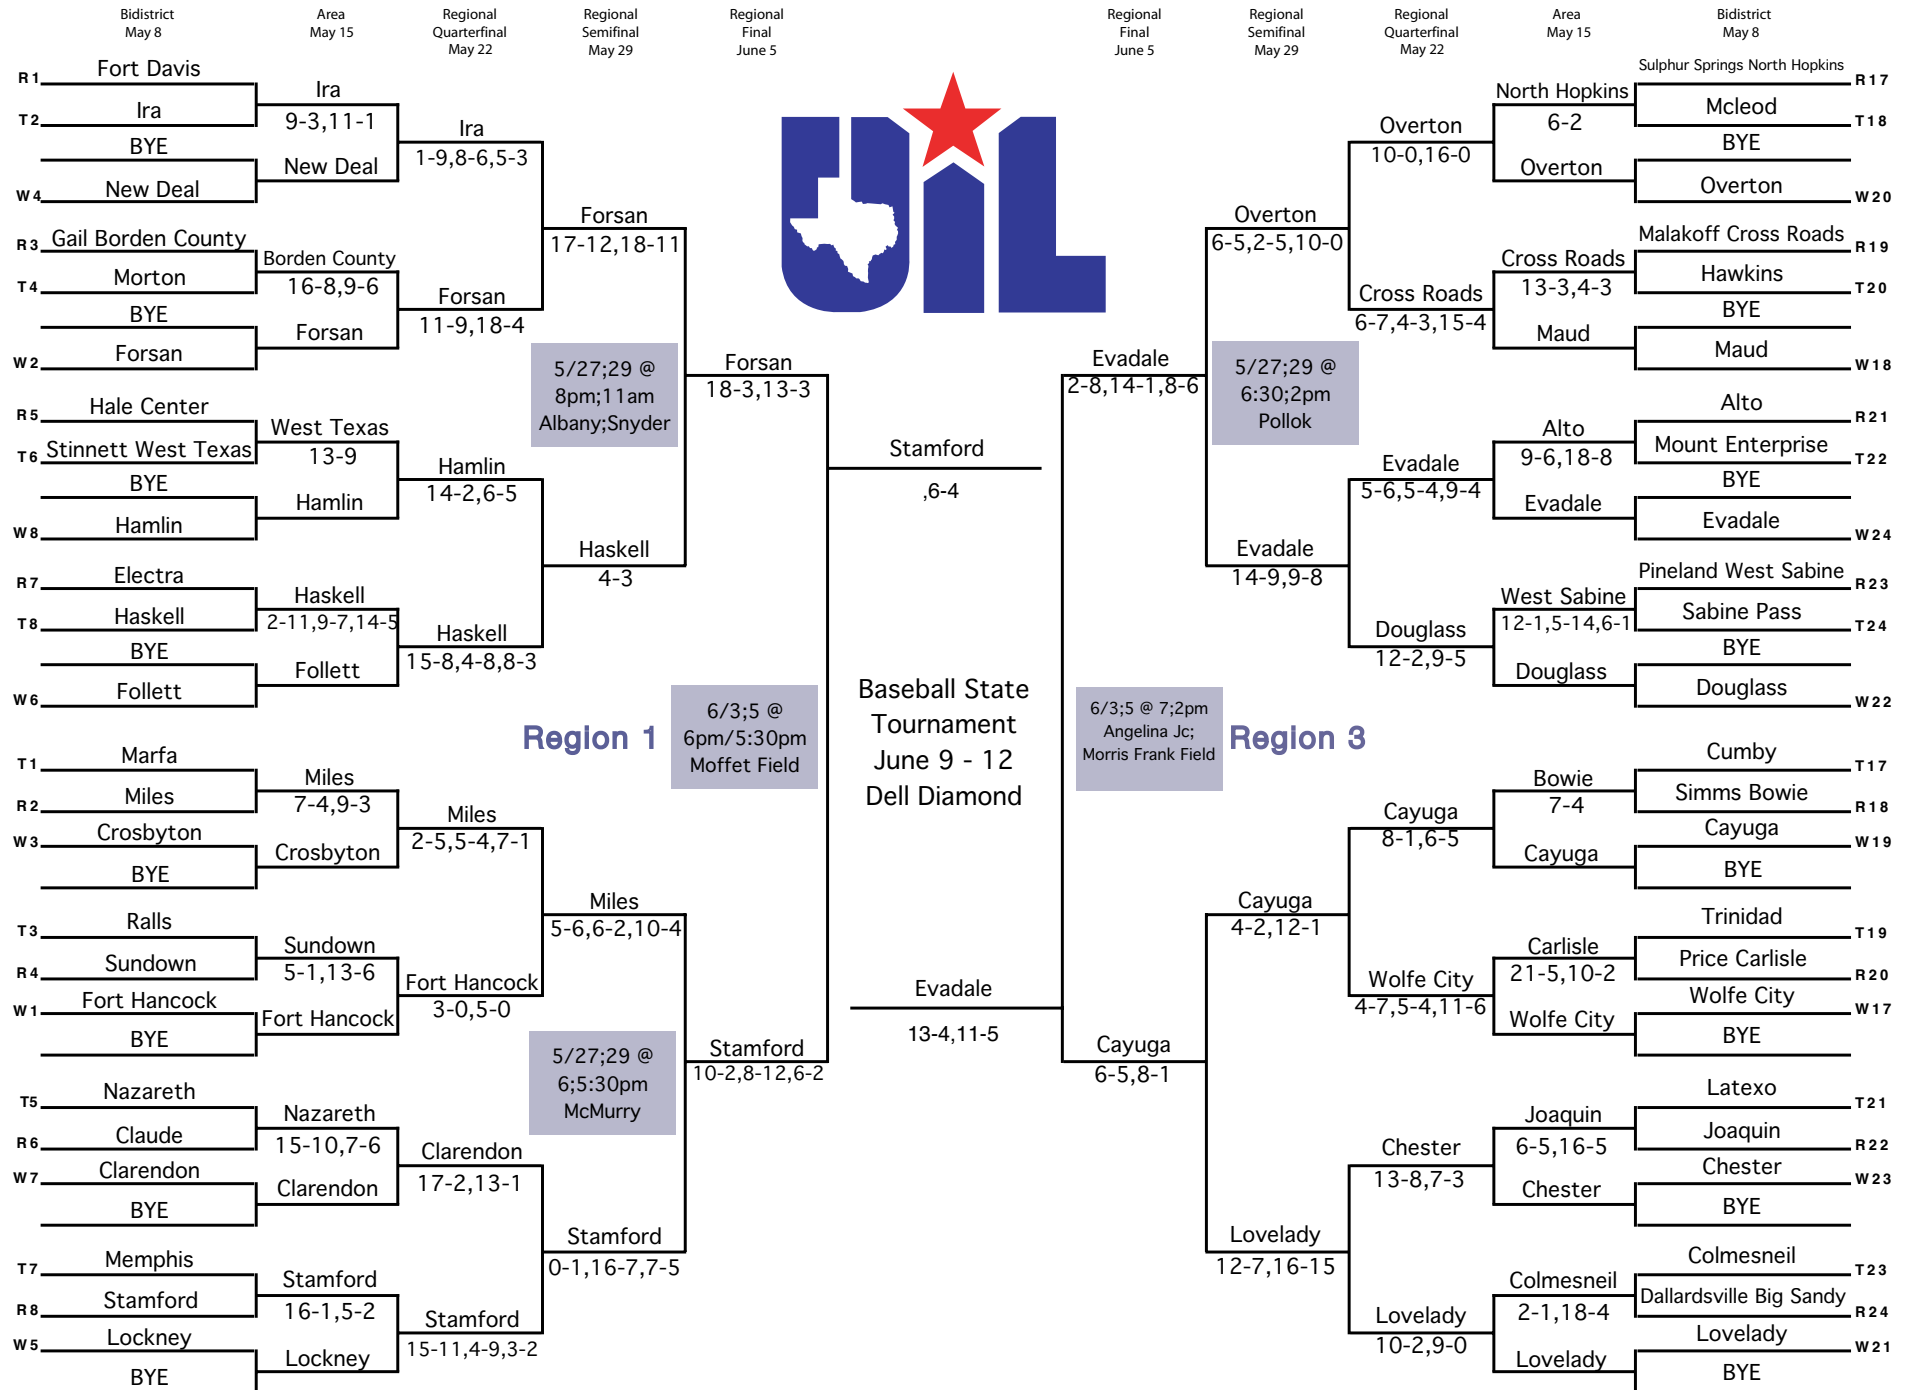 Bidistrict
May 8
Area
May 15
Regional
Quarterfinal
May 22
Regional
Semifinal
May 29
Regional
Final
June 5
Regional
Final
June 5
Regional
Semifinal
May 29
Regional
Quarterfinal
May 22
Area
May 15
Bidistrict
May 8
R1 Fort Davis
T2 Ira
BYE
W4 New Deal
R3 Gail Borden County
T4 Morton
BYE
W2 Forsan
R5 Hale Center
T6 Stinnett West Texas
BYE
W8 Hamlin
R7 Electra
T8 Haskell
BYE
W6 Follett
T1 Marfa
R2 Miles
W3 Crosbyton
BYE
T3 Ralls
R4 Sundown
W1 Fort Hancock
BYE
T5 Nazareth
R6 Claude
W7 Clarendon
BYE
T7 Memphis
R8 Stamford
W5 Lockney
BYE
Ira
9-3,11-1
New Deal
Borden County
16-8,9-6
Forsan
West Texas
13-9
Hamlin
Haskell
2-11,9-7,14-5
Follett
Miles
7-4,9-3
Crosbyton
Sundown
5-1,13-6
Fort Hancock
Nazareth
15-10,7-6
Clarendon
Stamford
16-1,5-2
Lockney
Ira
1-9,8-6,5-3
Forsan
11-9,18-4
Hamlin
14-2,6-5
Haskell
15-8,4-8,8-3
Miles
2-5,5-4,7-1
Fort Hancock
3-0,5-0
Clarendon
17-2,13-1
Stamford
15-11,4-9,3-2
Forsan
17-12,18-11
5/27;29 @
8pm;11am
Albany;Snyder
Haskell
4-3
Region 1
Miles
5-6,6-2,10-4
5/27;29 @
6;5:30pm
McMurry
Stamford
0-1,16-7,7-5
Forsan
18-3,13-3
6/3;5 @
6pm/5:30pm
Moffet Field
Stamford
10-2,8-12,6-2
UIL
Stamford
,6-4
Baseball State
Tournament
June 9 - 12
Dell Diamond
Evadale
13-4,11-5
Evadale
2-8,14-1,8-6
6/3;5 @ 7;2pm
Angelina Jc;
Morris Frank Field
Cayuga
6-5,8-1
Overton
6-5,2-5,10-0
5/27;29 @
6:30;2pm
Pollok
Evadale
14-9,9-8
Region 3
Cayuga
4-2,12-1
Lovelady
12-7,16-15
Overton
10-0,16-0
Cross Roads
6-7,4-3,15-4
Evadale
5-6,5-4,9-4
Douglass
12-2,9-5
Cayuga
8-1,6-5
Wolfe City
4-7,5-4,11-6
Chester
13-8,7-3
Lovelady
10-2,9-0
North Hopkins
6-2
Overton
Cross Roads
13-3,4-3
Maud
Alto
9-6,18-8
Evadale
West Sabine
12-1,5-14,6-1
Douglass
Bowie
7-4
Cayuga
Carlisle
21-5,10-2
Wolfe City
Joaquin
6-5,16-5
Chester
Colmesneil
2-1,18-4
Lovelady
Sulphur Springs North Hopkins R17
Mcleod T18
BYE
Overton W20
Malakoff Cross Roads R19
Hawkins T20
BYE
Maud W18
Alto R21
Mount Enterprise T22
BYE
Evadale W24
Pineland West Sabine R23
Sabine Pass T24
BYE
Douglass W22
Cumby T17
Simms Bowie R18
Cayuga W19
BYE
Trinidad T19
Price Carlisle R20
Wolfe City W17
BYE
Latexo T21
Joaquin R22
Chester W23
BYE
Colmesneil T23
Dallardsville Big Sandy R24
Lovelady W21
BYE